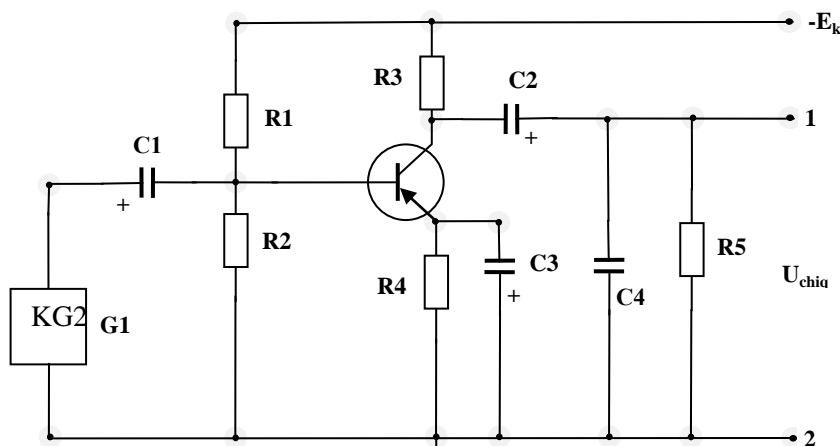 -Ek
R3
C2
R1
1
C1
+
+
R2
C3
R5
R4
C4
Uchiq
KG2
G1
+
2